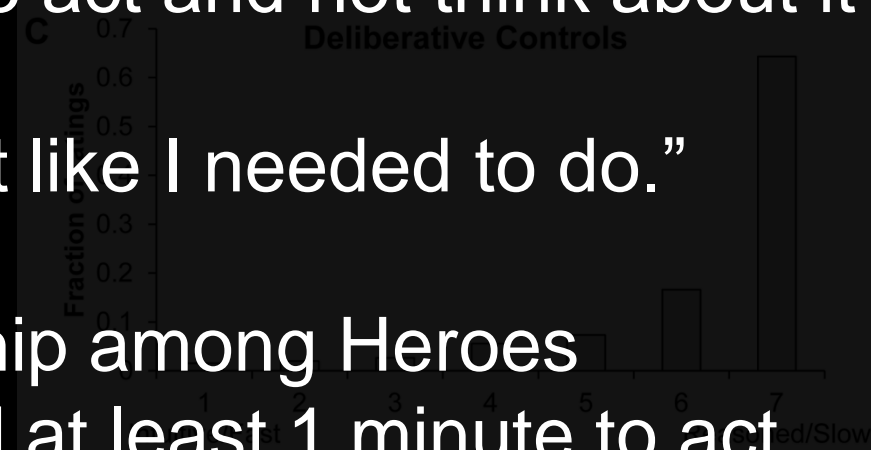 act and not think about it
C
0.7
Deliberative Controls
0.6
0.5
like I needed to do.”
0.3
0.2
0.1
among Heroes
1 2 3 4 5 6 7
at least 1 minute to act